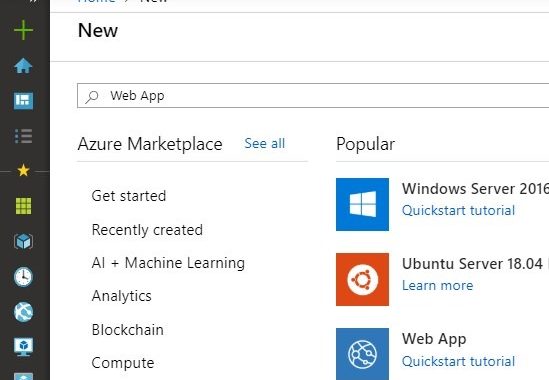 Home > New
New
Web App
Azure Marketplace See all
Popular
Get started
Recently created
AI + Machine Learning
Analytics
Blockchain
Compute
Windows Server 2016
Quickstart tutorial
Ubuntu Server 18.04
Learn more
Web App
Quickstart tutorial